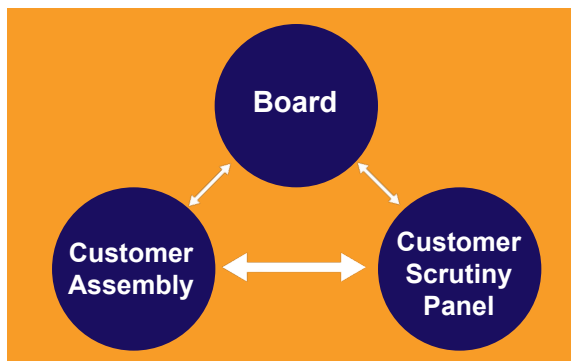 Board
Customer
Assembly
Customer
Scrutiny
Panel